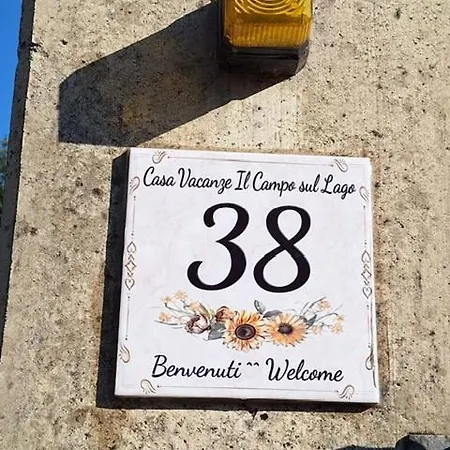 Casa Vacanze Il Campo sul Lago
38
Benvenuti ~~ Welcome